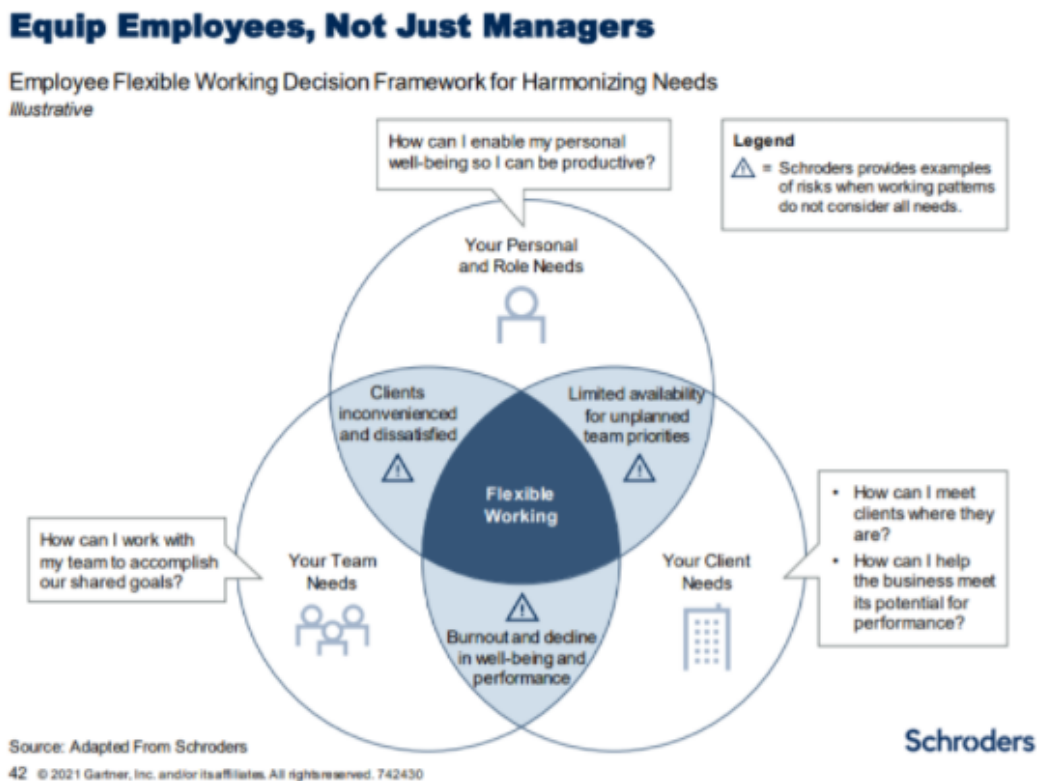 Equip Employees, Not Just Managers
Employee Flexible Working Decision Framework for Harmonizing Needs
Illustrative
How can I enable my personal
well-being so I can be productive?
Legend
= Schroders provides examples
of risks when working patterns
do not consider all needs.
Your Personal
and Role Needs
Clients
inconvenienced
and dissatisfied
Limited availability
for unplanned
team priorities
Flexible
Working
How can I work with
my team to accomplish
our shared goals?
Your Team
Needs
Your Client
Needs
• How can I meet
clients where they
are?
• How can I help
the business meet
its potential for
performance?
Burnout and decline
in well-being and
performance
Source: Adapted From Schroders
Schroders
42 © 2021 Gartner, Inc. and/or its affiliates. All rights reserved. 742430